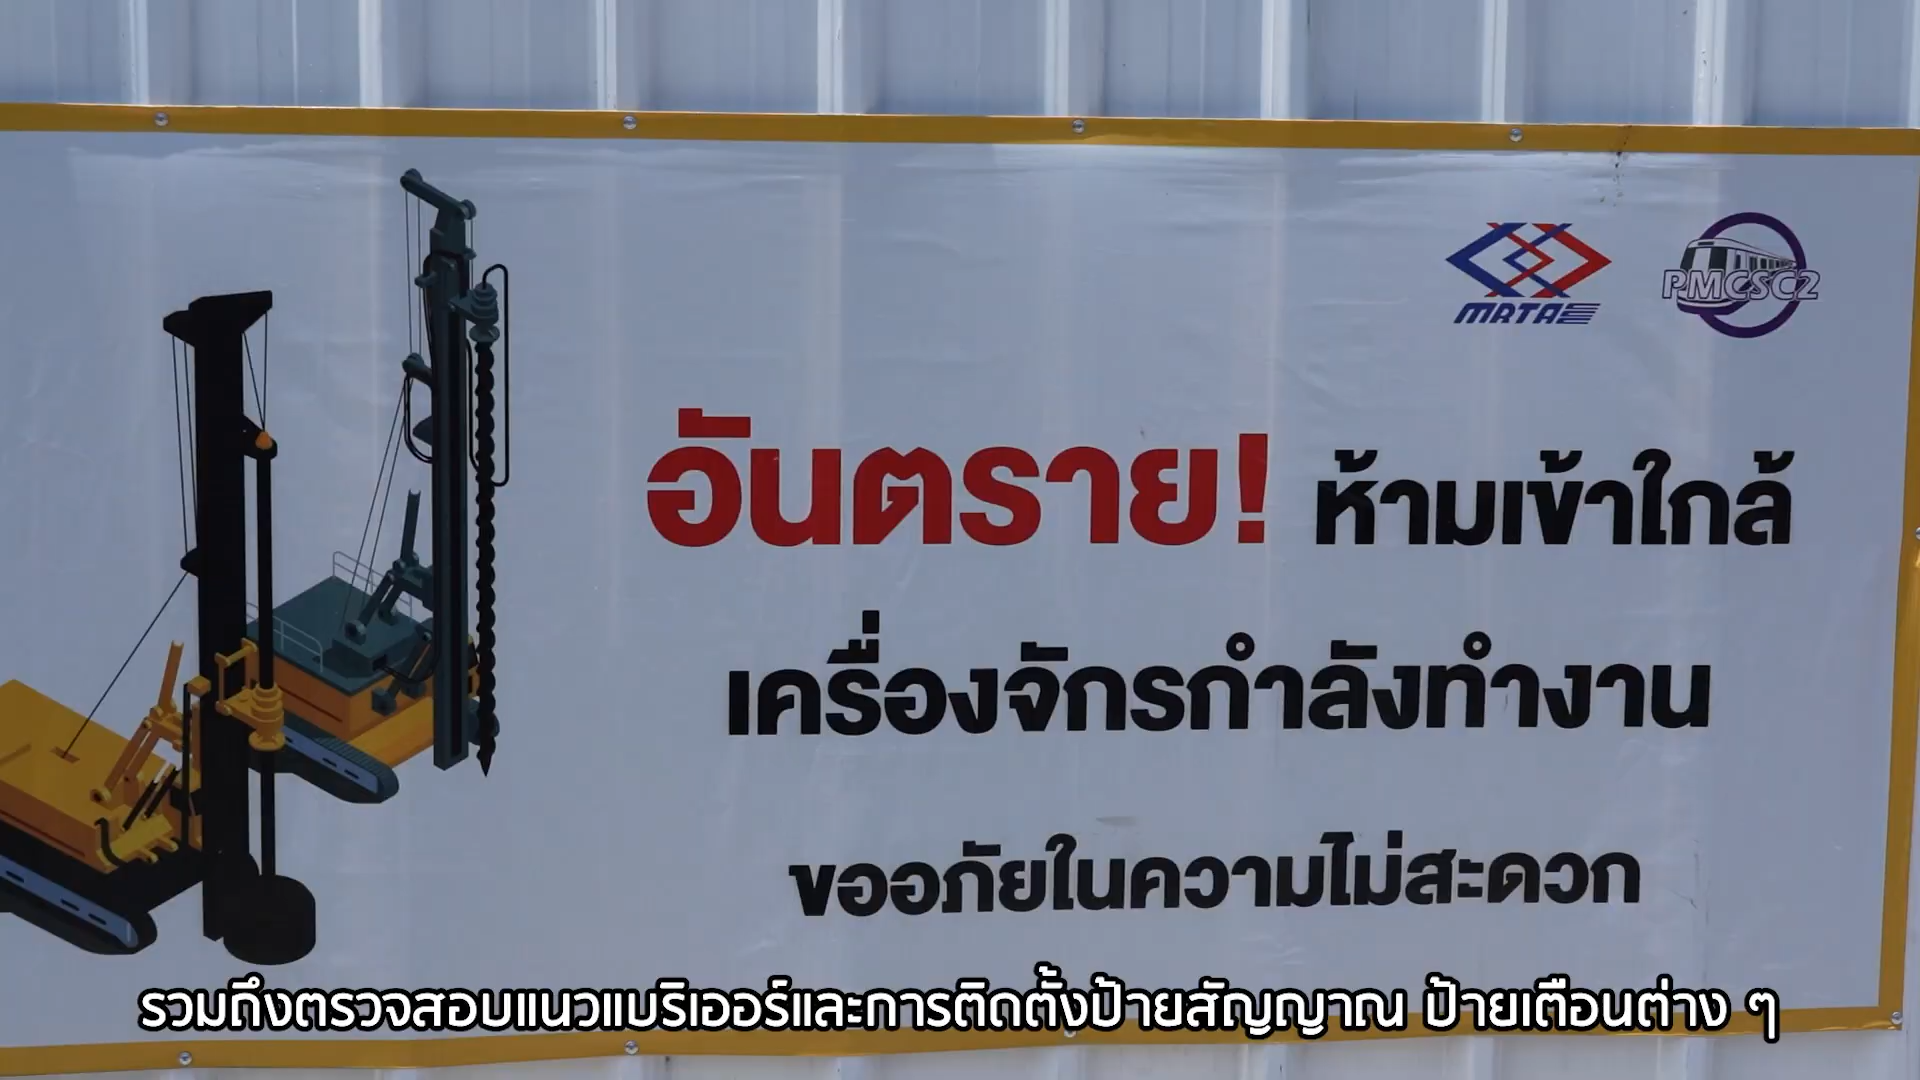 MRTA
PMCSC2
อันตราย! ห้ามเข้าใกล้
เครื่องจักรกำลังทำงาน
ขออภัยในความไม่สะดวก
รวมถึงตรวจสอบแนวแบริเออร์และการติดตั้งป้ายสัญญาณ ป้ายเตือนต่าง ๆ